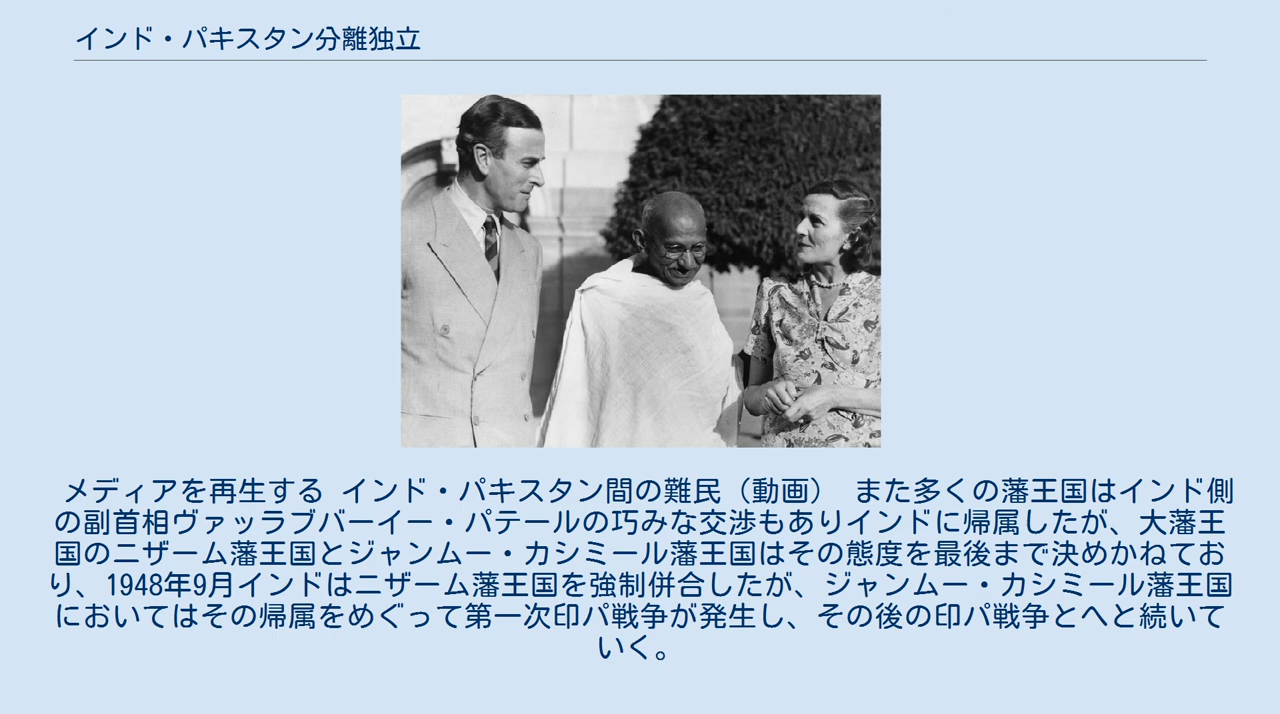 インド・パキスタン分離独立
メディアを再生する インド・パキスタン間の難民（動画） また多くの藩王国はインド側
の副首相ヴァッラブバーイー・パテールの巧みな交渉もありインドに帰属したが、大藩王
国のニザーム藩王国とジャンムー・カシミール藩王国はその態度を最後まで決めかねてお
り、1948年9月インドはニザーム藩王国を強制併合したが、ジャンムー・カシミール藩王国
においてはその帰属をめぐって第一次印パ戦争が発生し、その後の印パ戦争とへと続いて
いく。